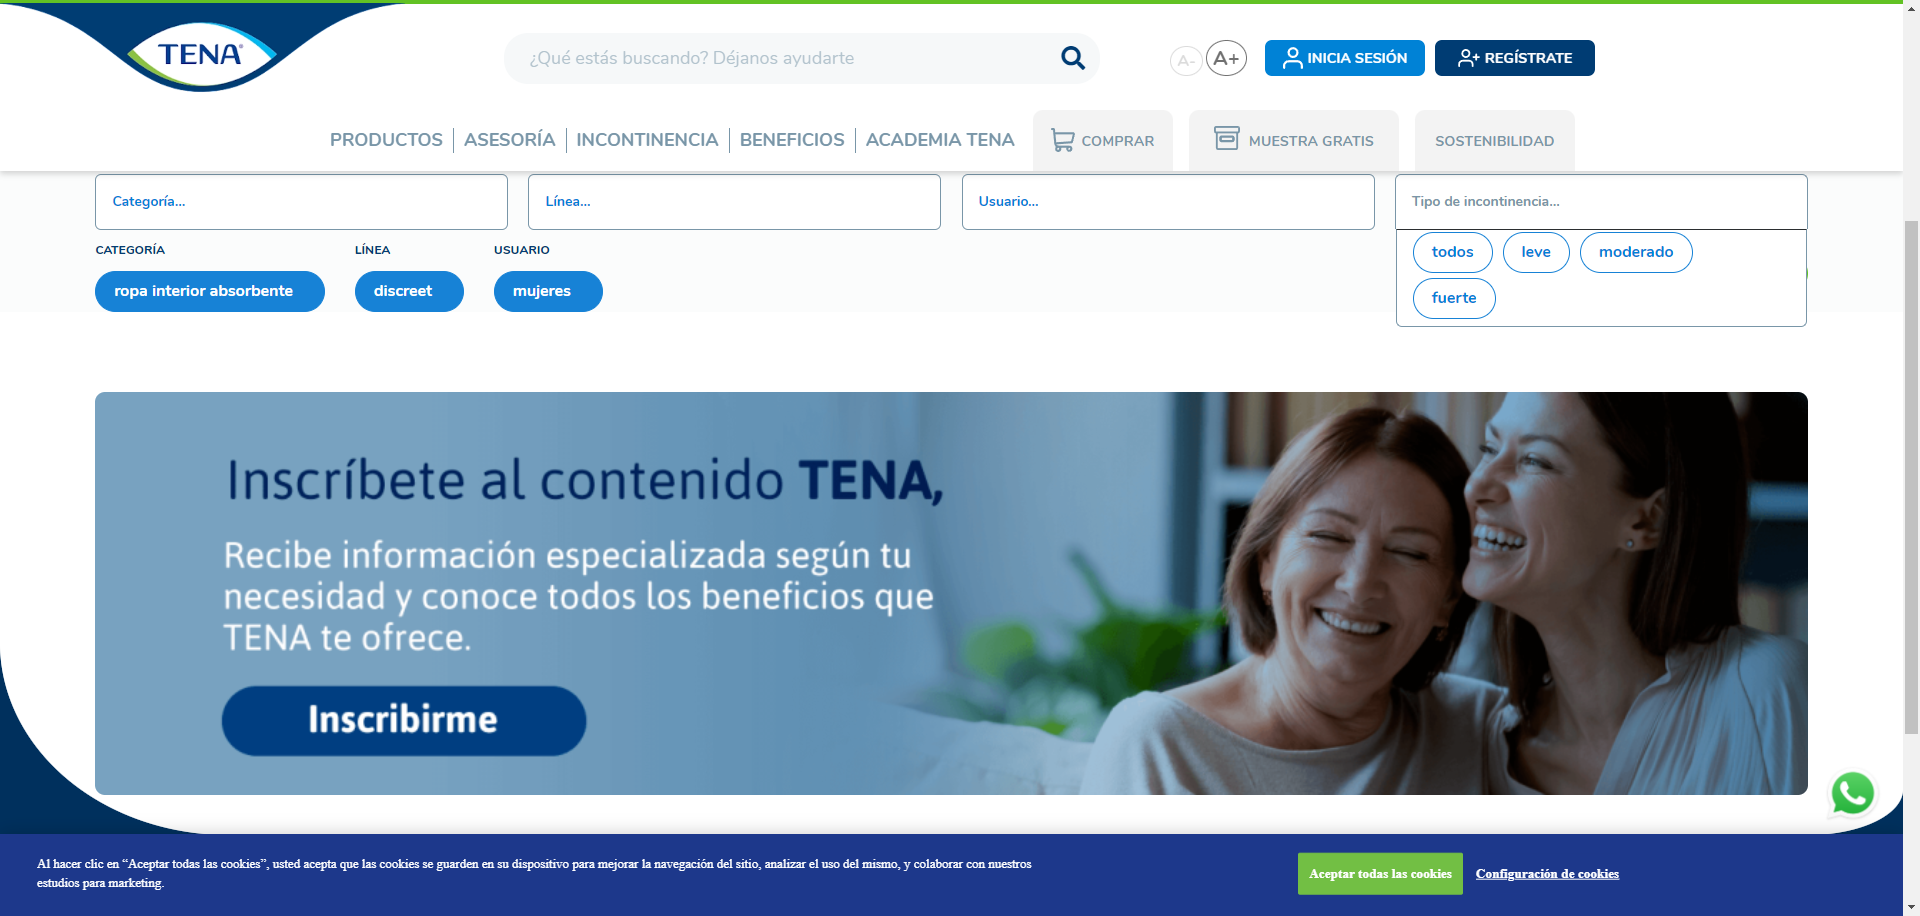 TENA®
¿Qué estás buscando? Déjanos ayudarte
A-
A+
INICIA SESIÓN
REGÍSTRATE
PRODUCTOS
ASESORÍA
INCONTINENCIA
BENEFICIOS
ACADEMIA TENA
COMPRAR
MUESTRA GRATIS
SOSTENIBILIDAD
Categoría...
Línea...
Usuario...
Tipo de incontinencia...
CATEGORÍA
LÍNEA
USUARIO
ropa interior absorbente
discreet
mujeres
todos
leve
moderado
fuerte
Inscríbete al contenido TENA,
Recibe información especializada según tu
necesidad y conoce todos los beneficios que
TENA te ofrece.
Inscribirme
Al hacer clic en “Aceptar todas las cookies”, usted acepta que las cookies se guarden en su dispositivo para mejorar la navegación del sitio, analizar el uso del mismo, y colaborar con nuestros
estudios para marketing.
Aceptar todas las cookies
Configuración de cookies